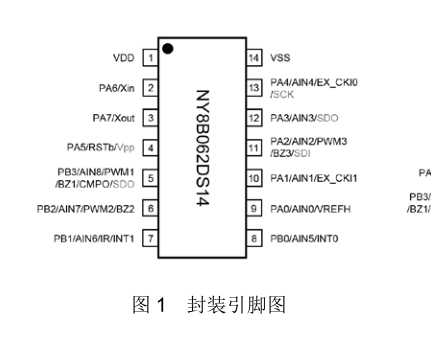 VDD 1 14 VSS
PA6/Xin 2 13 PA4/AIN4/EX_CKI0
/SCK
PA7/Xout 3 12 PA3/AIN3/SDO
PA5/RSTb/Vpp 4 11 PA2/AIN2/PWM3
/BZ3/SDI
PB3/AIN8/PWM1
/BZ1/CMPO/SDO 5 10 PA1/AIN1/EX_CKI1
PB2/AIN7/PWM2/BZ2 6 9 PA0/AIN0/VREFH
PB1/AIN6/IR/INT1 7 8 PB0/AIN5/INT0
NY8B062DS14
PA
PB3/
/BZ1/
图 1 封装引脚图